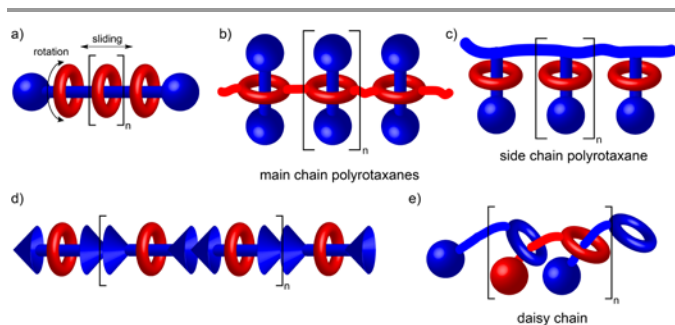 a)
sliding
rotation
n
b)
n
main chain polyrotaxanes
c)
n
side chain polyrotaxane
d)
n
e)
n
daisy chain